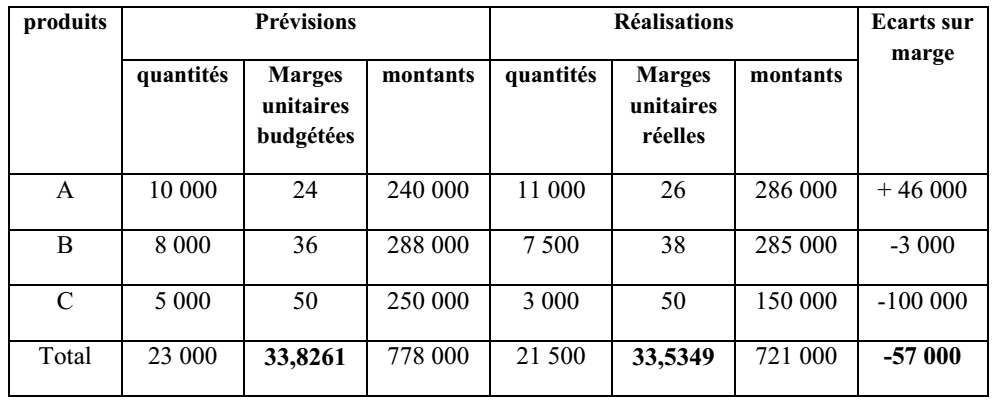 produits Prévisions Réalisations Ecarts sur
marge
quantités Marges unitaires budgétées montants quantités Marges unitaires réelles montants
A 10 000 24 240 000 11 000 26 286 000 + 46 000
B 8 000 36 288 000 7 500 38 285 000 -3 000
C 5 000 50 250 000 3 000 50 150 000 -100 000
Total 23 000 33,8261 778 000 21 500 33,5349 721 000 -57 000